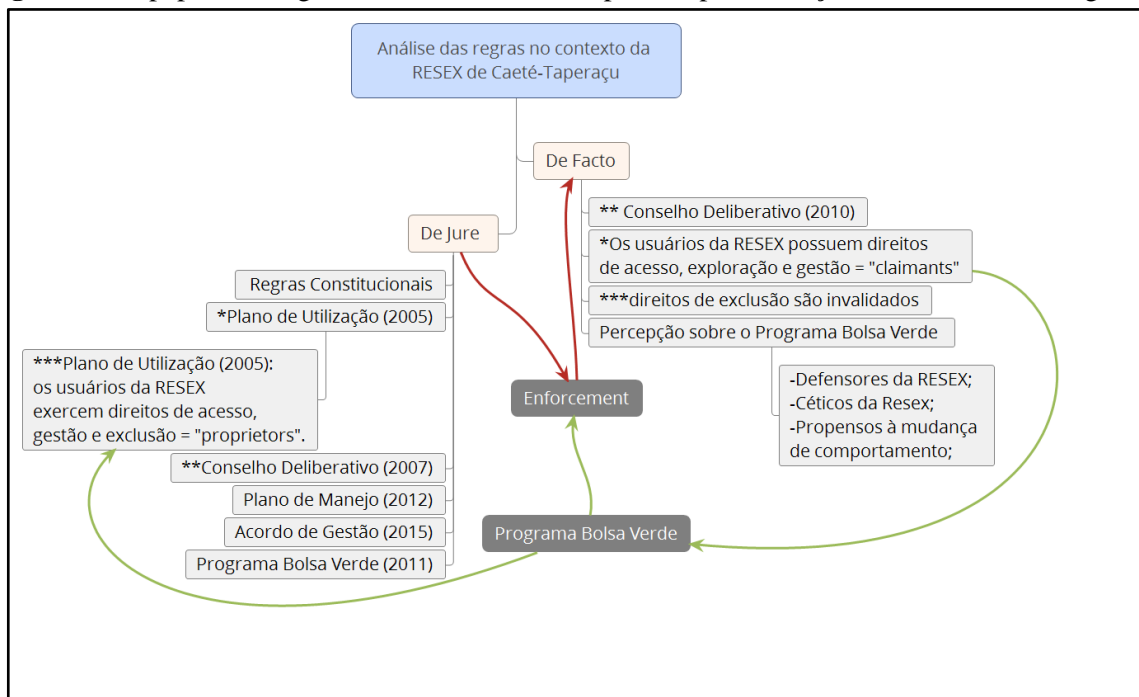 Análise das regras no contexto da
RESEX de Caeté-Taperaçu
De Facto
** Conselho Deliberativo (2010)
*Os usuários da RESEX possuem direitos
de acesso, exploração e gestão = "claimants"
***direitos de exclusão são invalidados
Percepção sobre o Programa Bolsa Verde
-Defensores da RESEX;
-Céticos da Resex;
-Propensos à mudança
de comportamento;
De Jure
Regras Constitucionais
*Plano de Utilização (2005)
***Plano de Utilização (2005):
os usuários da RESEX
exercem direitos de acesso,
gestão e exclusão = "proprietors".
**Conselho Deliberativo (2007)
Plano de Manejo (2012)
Acordo de Gestão (2015)
Programa Bolsa Verde (2011)
Enforcement
Programa Bolsa Verde